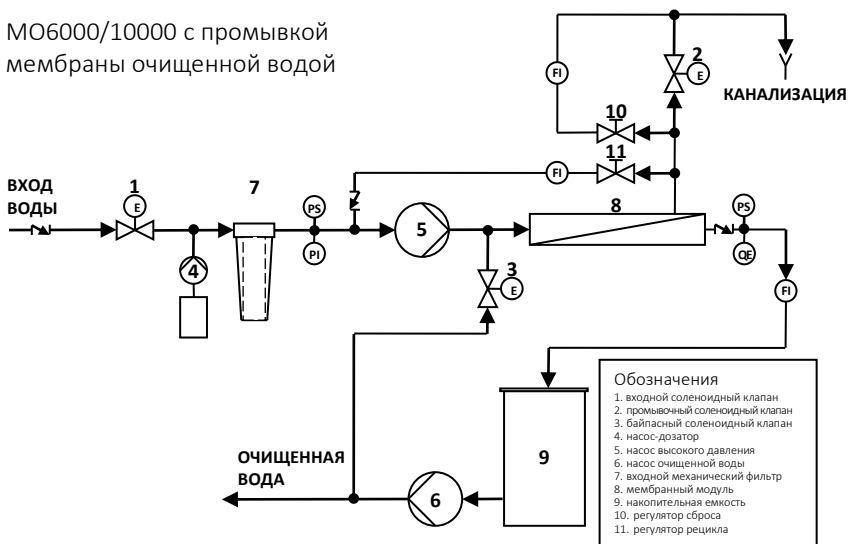 МО6000/10000 с промывкой
мембраны очищенной водой
FI
2
E
КАНАЛИЗАЦИЯ
10
11
FI
ВХОД
ВОДЫ
1
E
7
PS
PI
4
5
8
PS
QE
3
E
FI
ОЧИЩЕННАЯ
ВОДА
6
9
Обозначения
1. входной соленоидный клапан
2. промывочный соленоидный клапан
3. байпасный соленоидный клапан
4. насос-дозатор
5. насос высокого давления
6. насос очищенной воды
7. входной механический фильтр
8. мембранный модуль
9. накопительная емкость
10. регулятор сброса
11. регулятор рецикла